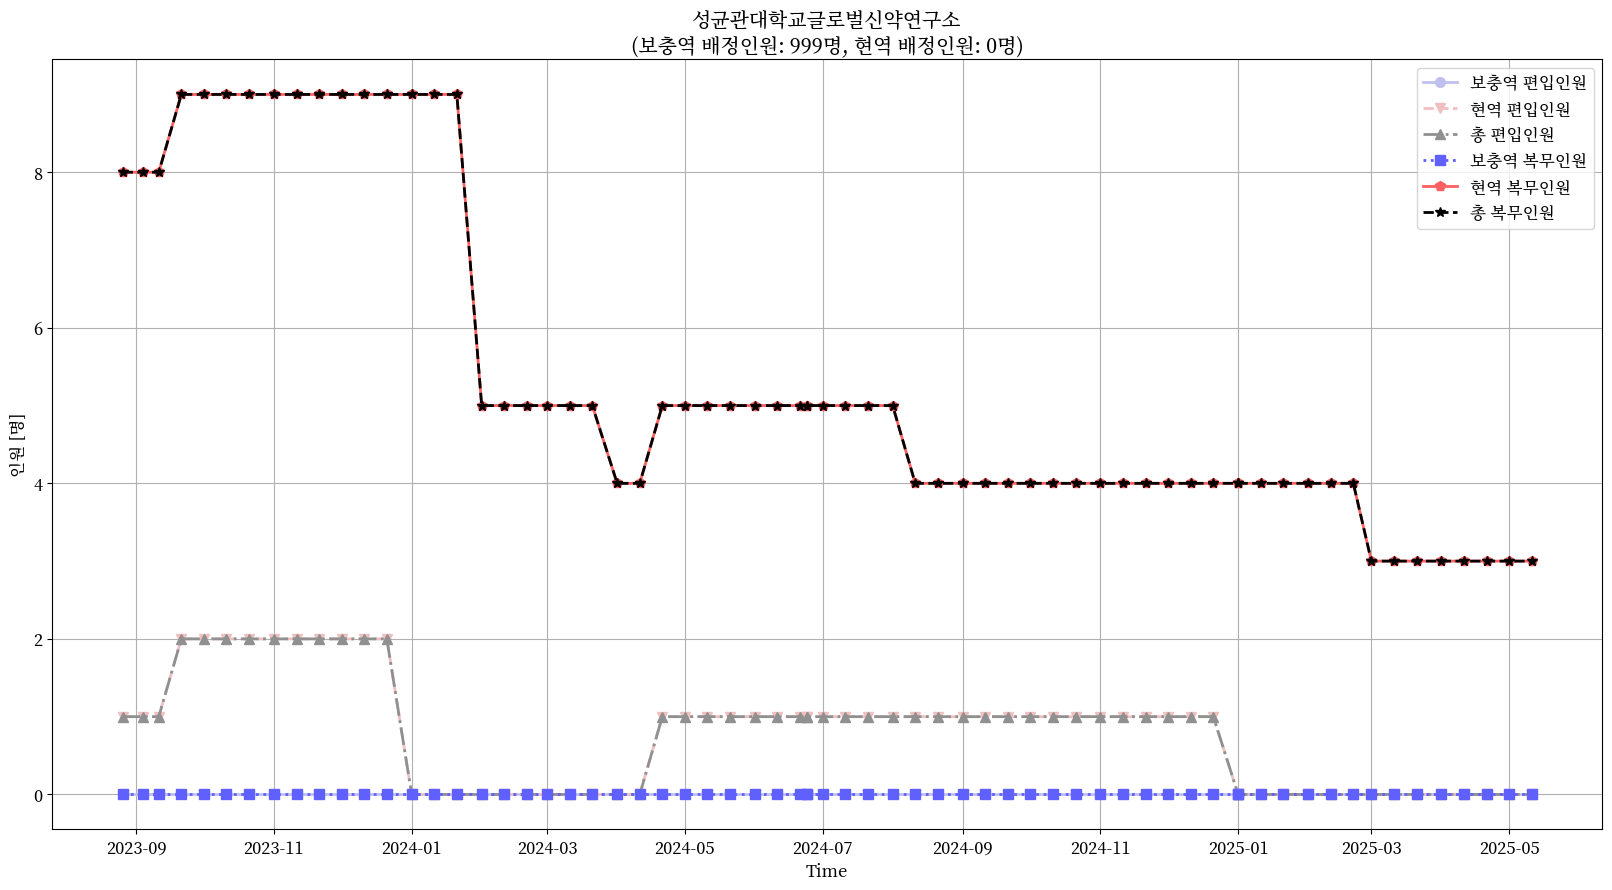 성균관대학교글로벌신약연구소
(보충역 배정인원: 999명, 현역 배정인원: 0명)
보충역 편입인원
현역 편입인원
총 편입인원
보충역 복무인원
현역 복무인원
총 복무인원
인원 [명]
8
6
4
2
0
2023-09 2023-11 2024-01 2024-03 2024-05 2024-07 2024-09 2024-11 2025-01 2025-03 2025-05
Time